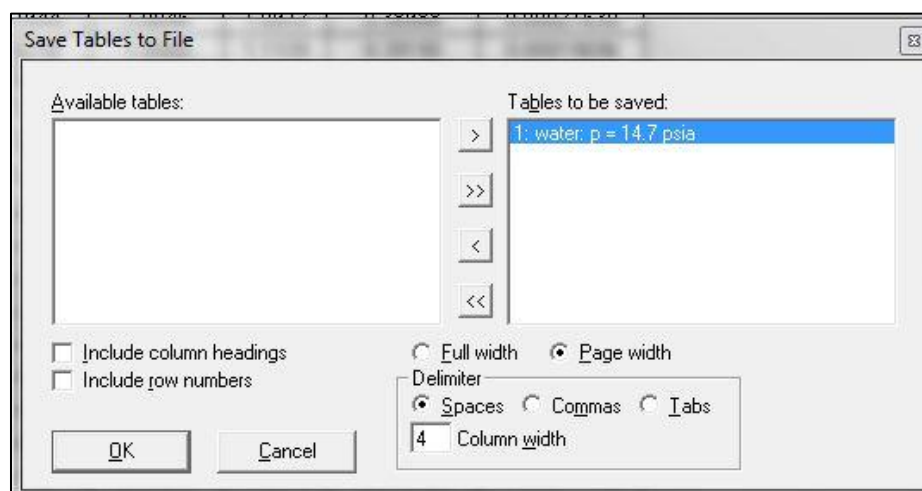 Save Tables to File
Available tables:
Tables to be saved:
1: water: p = 14.7 psia
>
>>
<
<<
Include column headings
Include row numbers
Full width
Page width
Delimiter
Spaces
Commas
Tabs
4
Column width
OK
Cancel